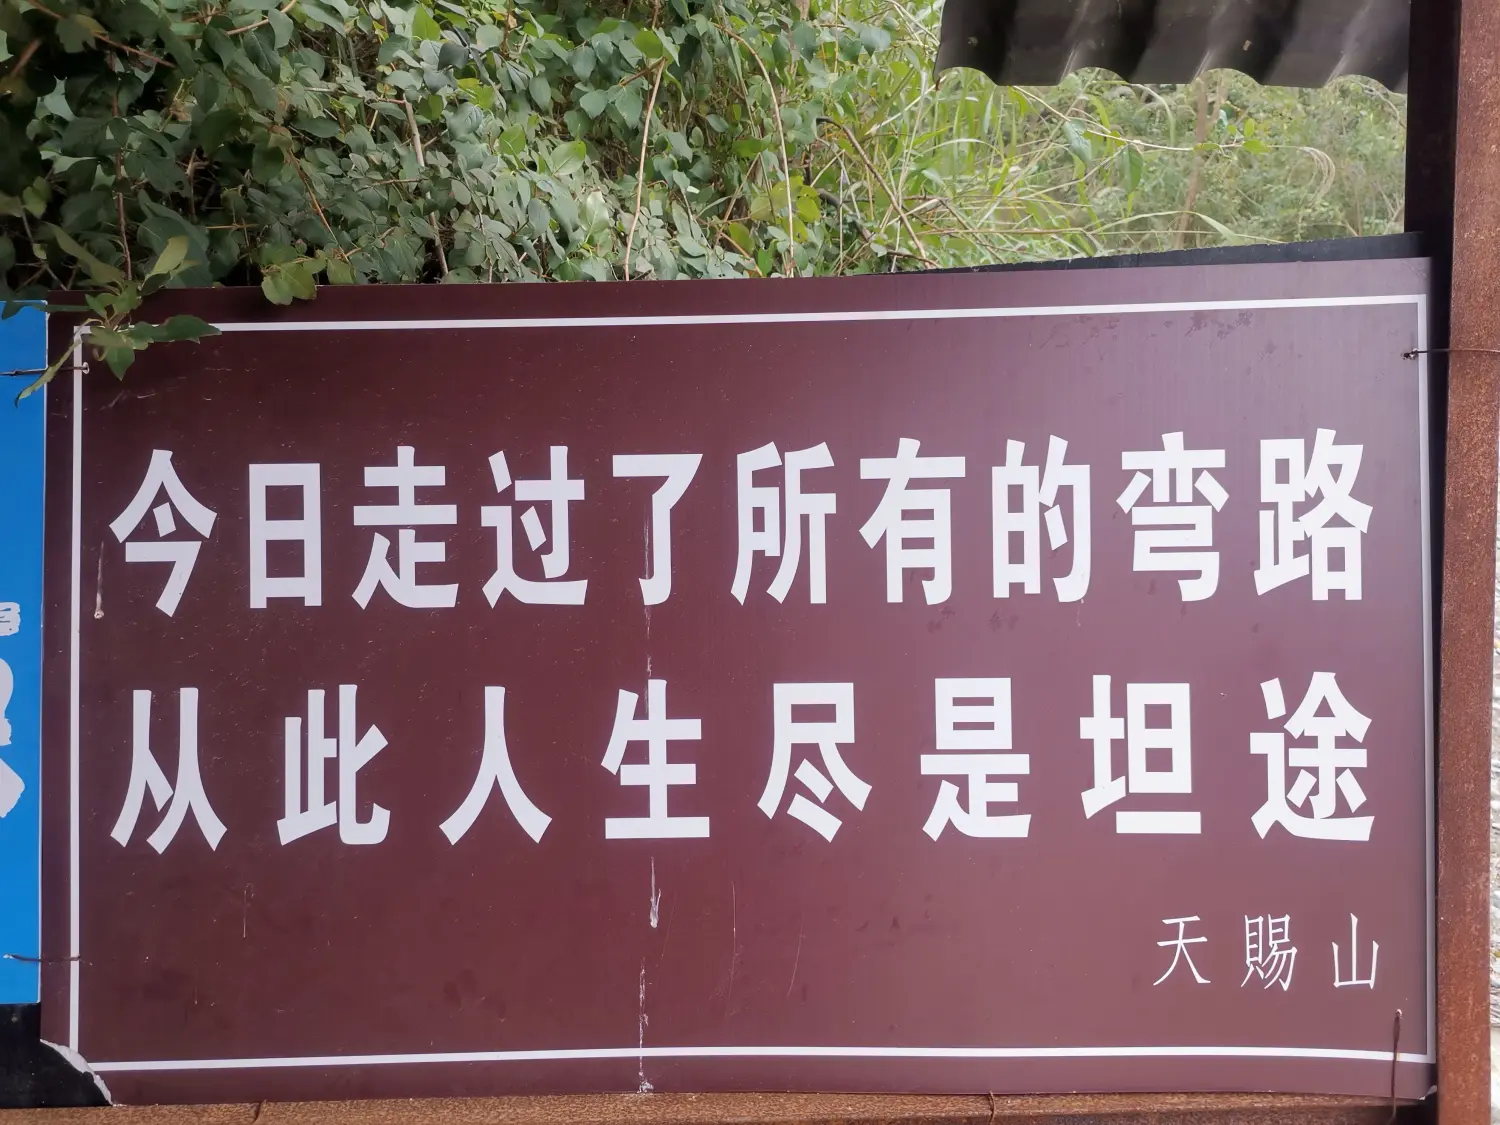 今日走过了所有的弯路
从此人生尽是坦途
天賜山